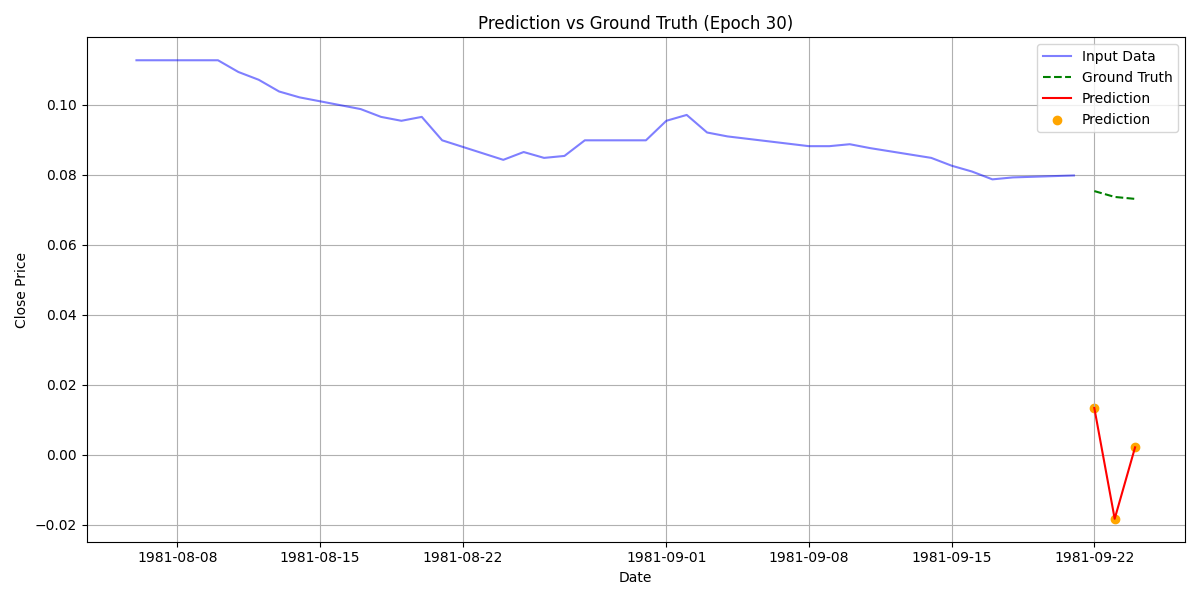 Prediction vs Ground Truth (Epoch 30)
Input Data
Ground Truth
Prediction
Prediction
Close Price
0.10
0.08
0.06
0.04
0.02
0.00
−0.02
1981-08-08
1981-08-15
1981-08-22
1981-09-01
1981-09-08
1981-09-15
1981-09-22
Date